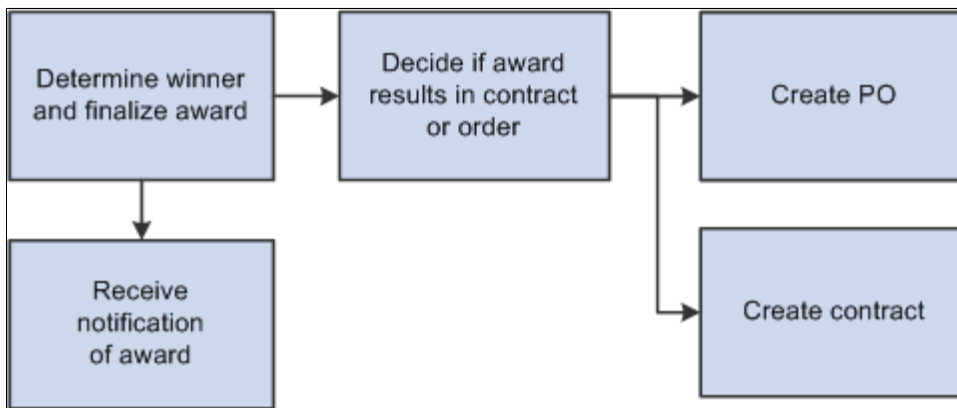 Determine winner
and finalize award
Decide if award
results in contract
or order
Create PO
Receive
notification
of award
Create contract